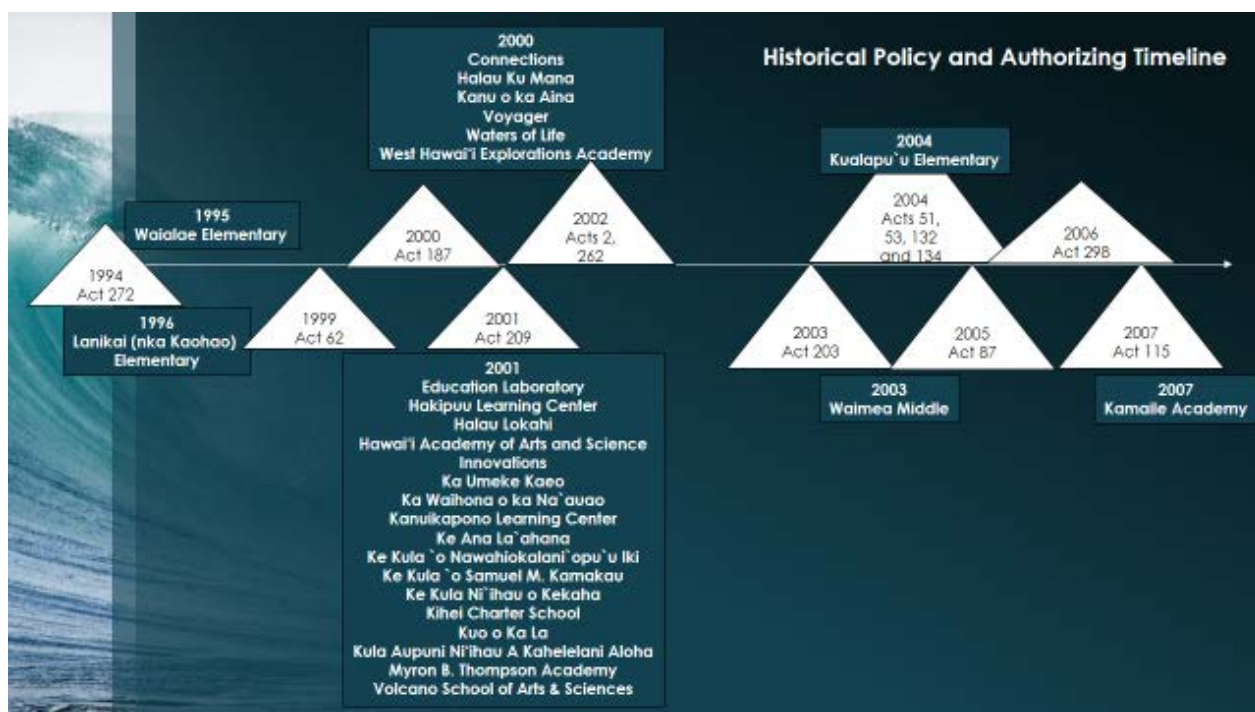 Historical Policy and Authorizing Timeline
2000
Connections
Halau Ku Mana
Kanu o ka Aina
Voyager
Waters of Life
West Hawai'i Explorations Academy
2004
Kualapu`u Elementary
1995
Waialae Elementary
1994
Act 272
2000
Act 187
2002
Acts 2,
262
2004
Acts 51,
53, 132
and 134
2006
Act 298
1996
Lanikai (nka Kaohao)
Elementary
1999
Act 62
2001
Act 209
2003
Act 203
2005
Act 87
2007
Act 115
2001
Education Laboratory
Hakipuu Learning Center
Halau Lokahi
Hawai'i Academy of Arts and Science
Innovations
Ka Umeke Kaeo
Ka Waihona o ka Na`auao
Kanuikapono Learning Center
Ke Ana La`ahana
Ke Kula `o Nawahiokalani`opu`u Iki
Ke Kula `o Samuel M. Kamakau
Ke Kula Ni`ihau o Kekaha
Kihei Charter School
Kuo o Ka La
Kula Aupuni Ni'ihau A Kahelelani Aloha
Myron B. Thompson Academy
Volcano School of Arts & Sciences
2003
Waimea Middle
2007
Kamaile Academy